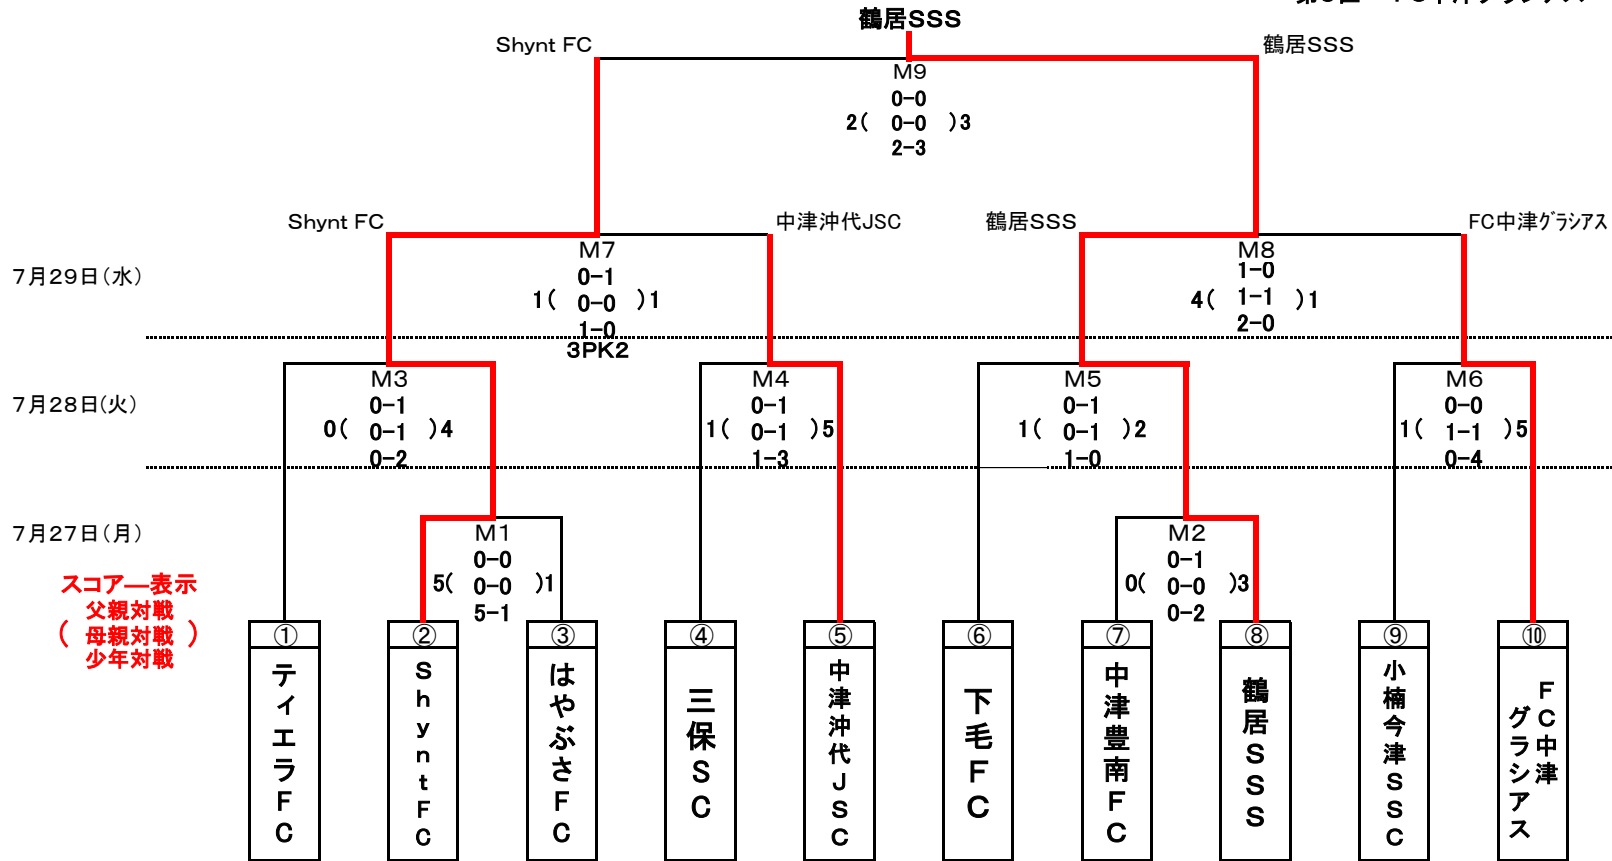 鶴居SSS
Shynt FC
鶴居SSS
M9
0-0
2( 0-0 )3
2-3
Shynt FC
中津沖代JSC
鶴居SSS
FC中津グラシアス
7月29日(水)
M7
0-1
1( 0-0 )1
1-0
3PK2
M8
1-0
4( 1-1 )1
2-0
7月28日(火)
M3
0-1
0( 0-1 )4
0-2
M4
0-1
1( 0-1 )5
1-3
M5
0-1
1( 0-1 )2
1-0
M6
0-0
1( 1-1 )5
0-4
7月27日(月)
M1
0-0
5( 0-0 )1
5-1
M2
0-1
0( 0-0 )3
0-2
スコアー表示
父親対戦
( 母親対戦 )
少年対戦
①
ティエラFC
②
ShyntFC
③
はやぶさFC
④
三保SC
⑤
中津沖代JSC
⑥
下毛FC
⑦
中津豊南FC
⑧
鶴居SSS
⑨
小楠今津SSC
⑩
FC中津
グラシアス